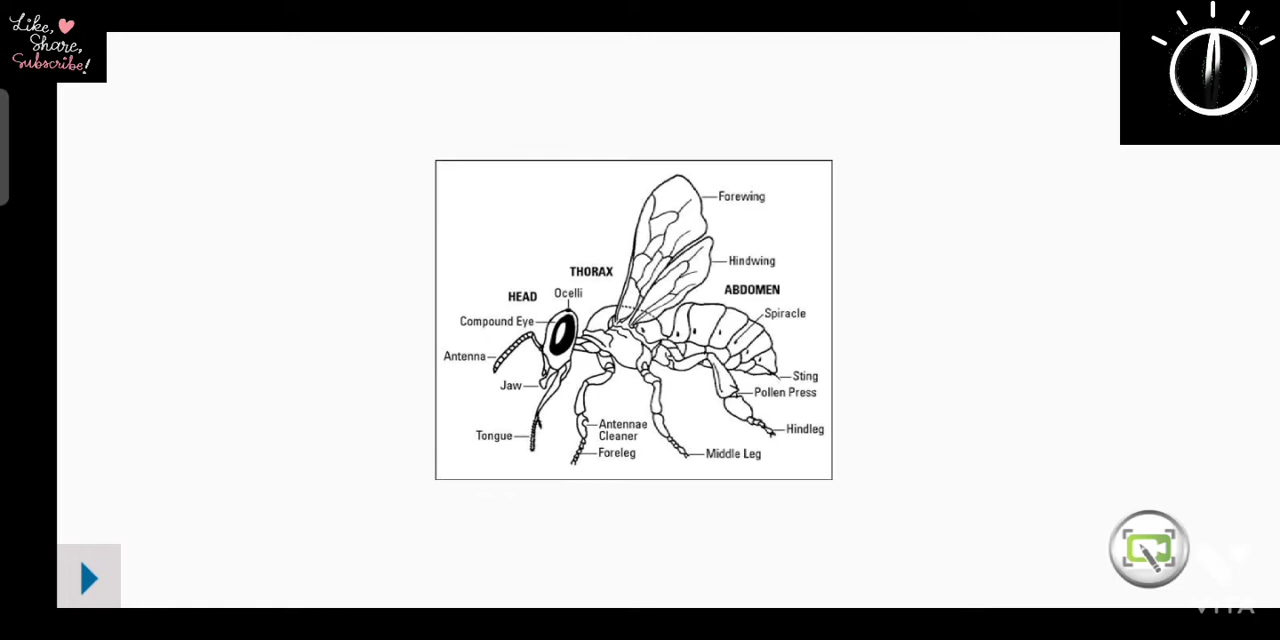 Like,
Share,
Subscribe!
Forewing
Hindwing
THORAX
ABDOMEN
HEAD
Ocelli
Spiracle
Compound Eye
Antenna
Jaw
Sting
Pollen Press
Antennae
Cleaner
Hindleg
Tongue
Foreleg
Middle Leg
VITA